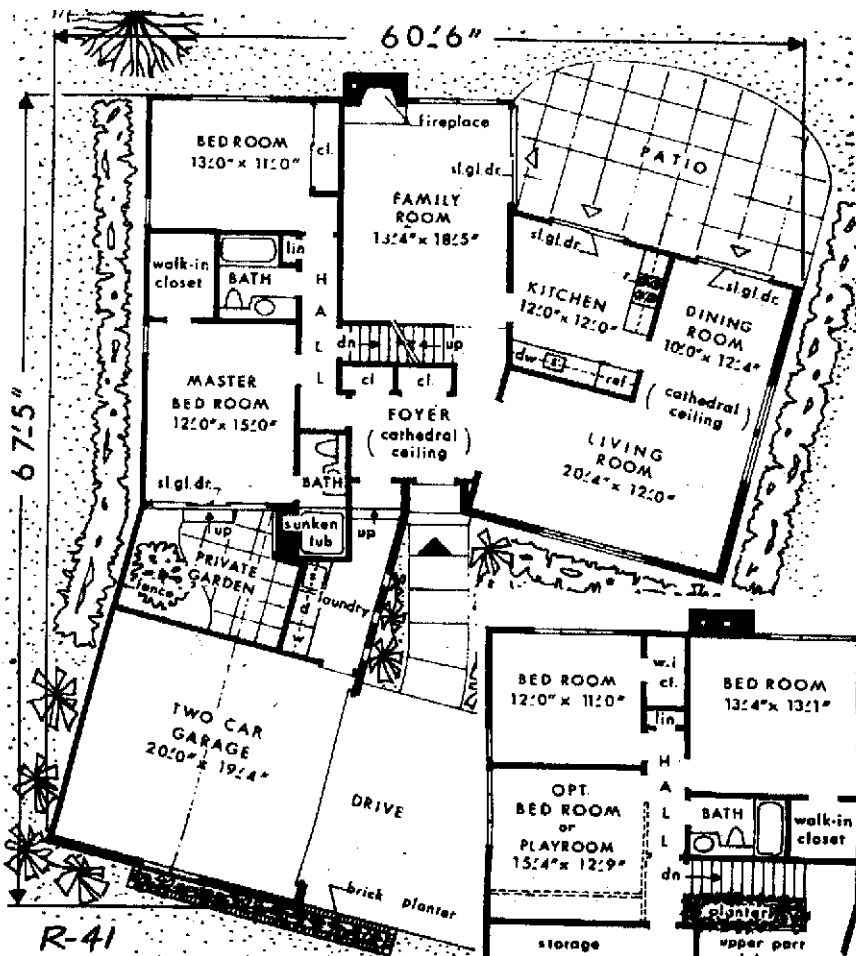 60'-6"
67'-5"
fireplace
BED ROOM
13'-0" x 11'-0"
cl.
sl.gl.dr.
PATIO
FAMILY
ROOM
13'-4" x 18'-5"
walk-in
closet
lin
BATH
HALL
sl.gl.dr.
sl.gl.dr.
KITCHEN
12'-0" x 12'-0"
r
DINING
ROOM
10'-0" x 12'-4"
(cathedral
ceiling)
dn
up
dw
s
ref
cl
cl.
MASTER
BED ROOM
12'-0" x 15'-0"
FOYER
(cathedral
ceiling)
LIVING
ROOM
20'-4" x 12'-0"
BATH
sl.gl.dr.
up
sunken
tub
up
PRIVATE
GARDEN
fence
s
d
w
laundry
TWO CAR
GARAGE
20'-0" x 19'-4"
DRIVE
brick planter
R-41
BED ROOM
12'-0" x 11'-0"
w.i
cl.
lin
BED ROOM
13'-4" x 13'-1"
HALL
OPT.
BED ROOM
or
PLAYROOM
15'-4" x 12'-9"
BATH
walk-in
closet
dn
planter
storage
upper part